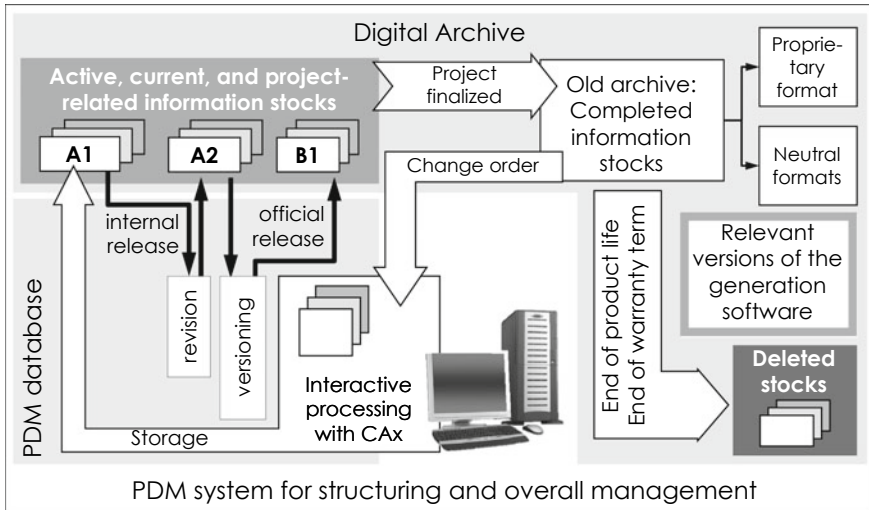 Digital Archive
Active, current, and project-
related information stocks
A1
A2
B1
Project
finalized
Old archive:
Completed
information
stocks
Proprie-
tary
format
Neutral
formats
Change order
internal
release
official
release
revision
versioning
PDM database
Storage
Interactive
processing
with CAx
End of product life
End of warranty term
Relevant
versions of the
generation
software
Deleted
stocks
PDM system for structuring and overall management